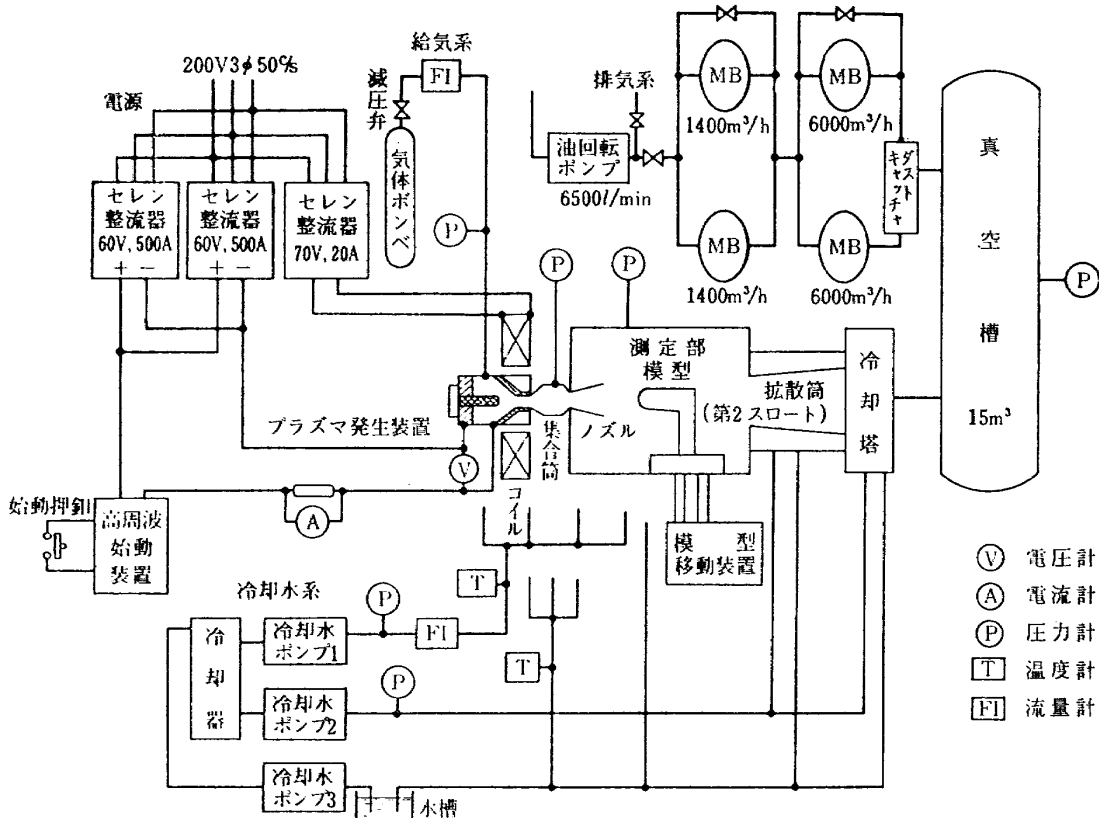 給気系
200V3φ50c/s
電源
減圧弁
FI
気体ボンベ
P
セレン
整流器
60V,500A
+ −
セレン
整流器
60V,500A
+ −
セレン
整流器
70V,20A
排気系
油回転
ポンプ
6500l/min
MB
1400m³/h
MB
6000m³/h
MB
1400m³/h
MB
6000m³/h
ダスト
キャッチャ
真空槽
15m³
P
P
P
測定部
模型
拡散筒
(第2スロート)
冷却塔
プラズマ発生装置
集合筒
ノズル
コイル
V
A
始動押釦
高周波
始動
装置
模型
移動装置
冷却水系
T
P
FI
冷却器
冷却水
ポンプ1
T
P
冷却水
ポンプ2
冷却水
ポンプ3
水槽
V 電圧計
A 電流計
P 圧力計
T 温度計
FI 流量計